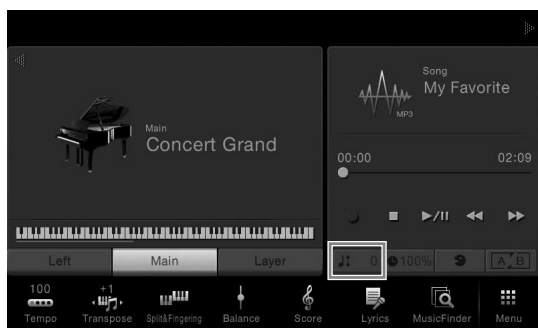 Song
My Favorite
MP3
Main
Concert Grand
00:00
02:09
Left
Main
Layer
0
100%
A B
100
+1
Tempo
Transpose
Split&Fingering
Balance
Score
Lyrics
MusicFinder
Menu